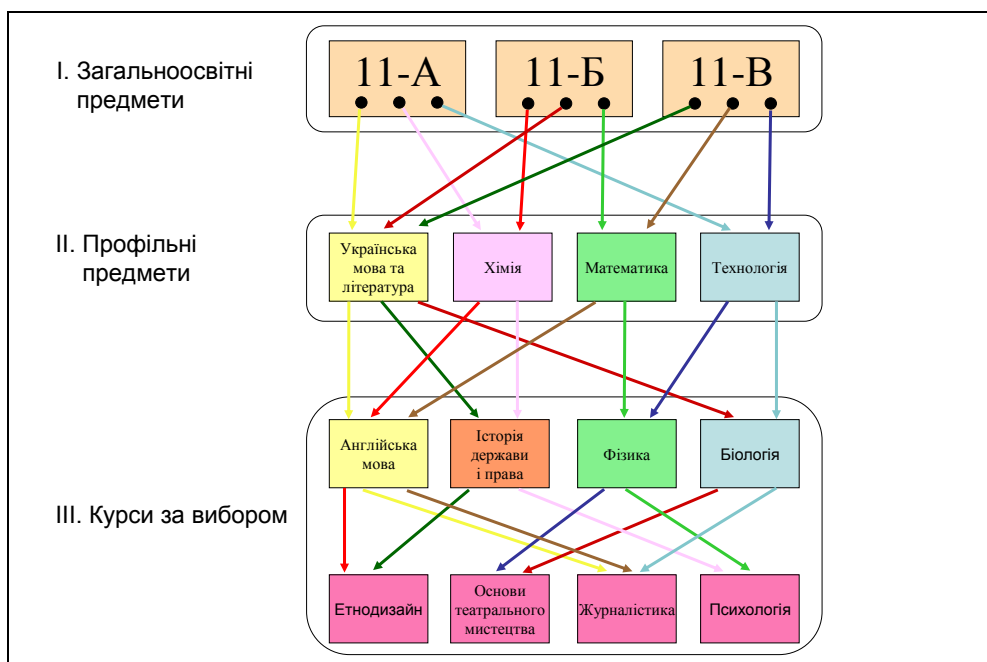 I. Загальноосвітні
предмети
11-А
11-Б
11-В
II. Профільні
предмети
Українська
мова та
література
Хімія
Математика
Технологія
Англійська
мова
Історія
держави
і права
Фізика
Біологія
III. Курси за вибором
Етнодизайн
Основи
театрального
мистецтва
Журналістика
Психологія